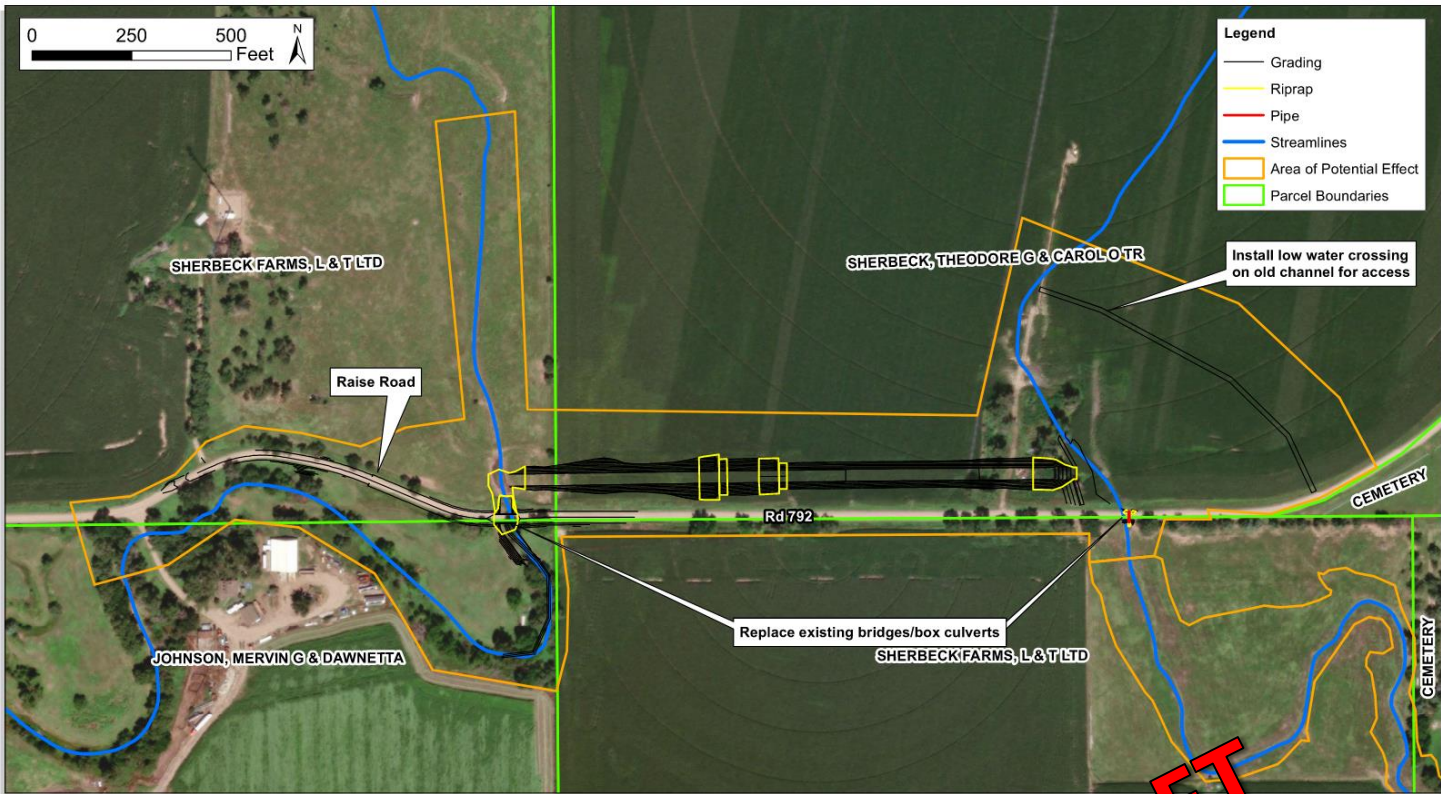 0 250 500
Feet
N
Legend
Grading
Riprap
Pipe
Streamlines
Area of Potential Effect
Parcel Boundaries
SHERBECK FARMS, L & T LTD
SHERBECK, THEODORE G & CAROL O TR
Install low water crossing
on old channel for access
Raise Road
CEMETERY
Rd 792
Replace existing bridges/box culverts
SHERBECK FARMS, L & T LTD
JOHNSON, MERVIN G & DAWNETTA
CEMETERY